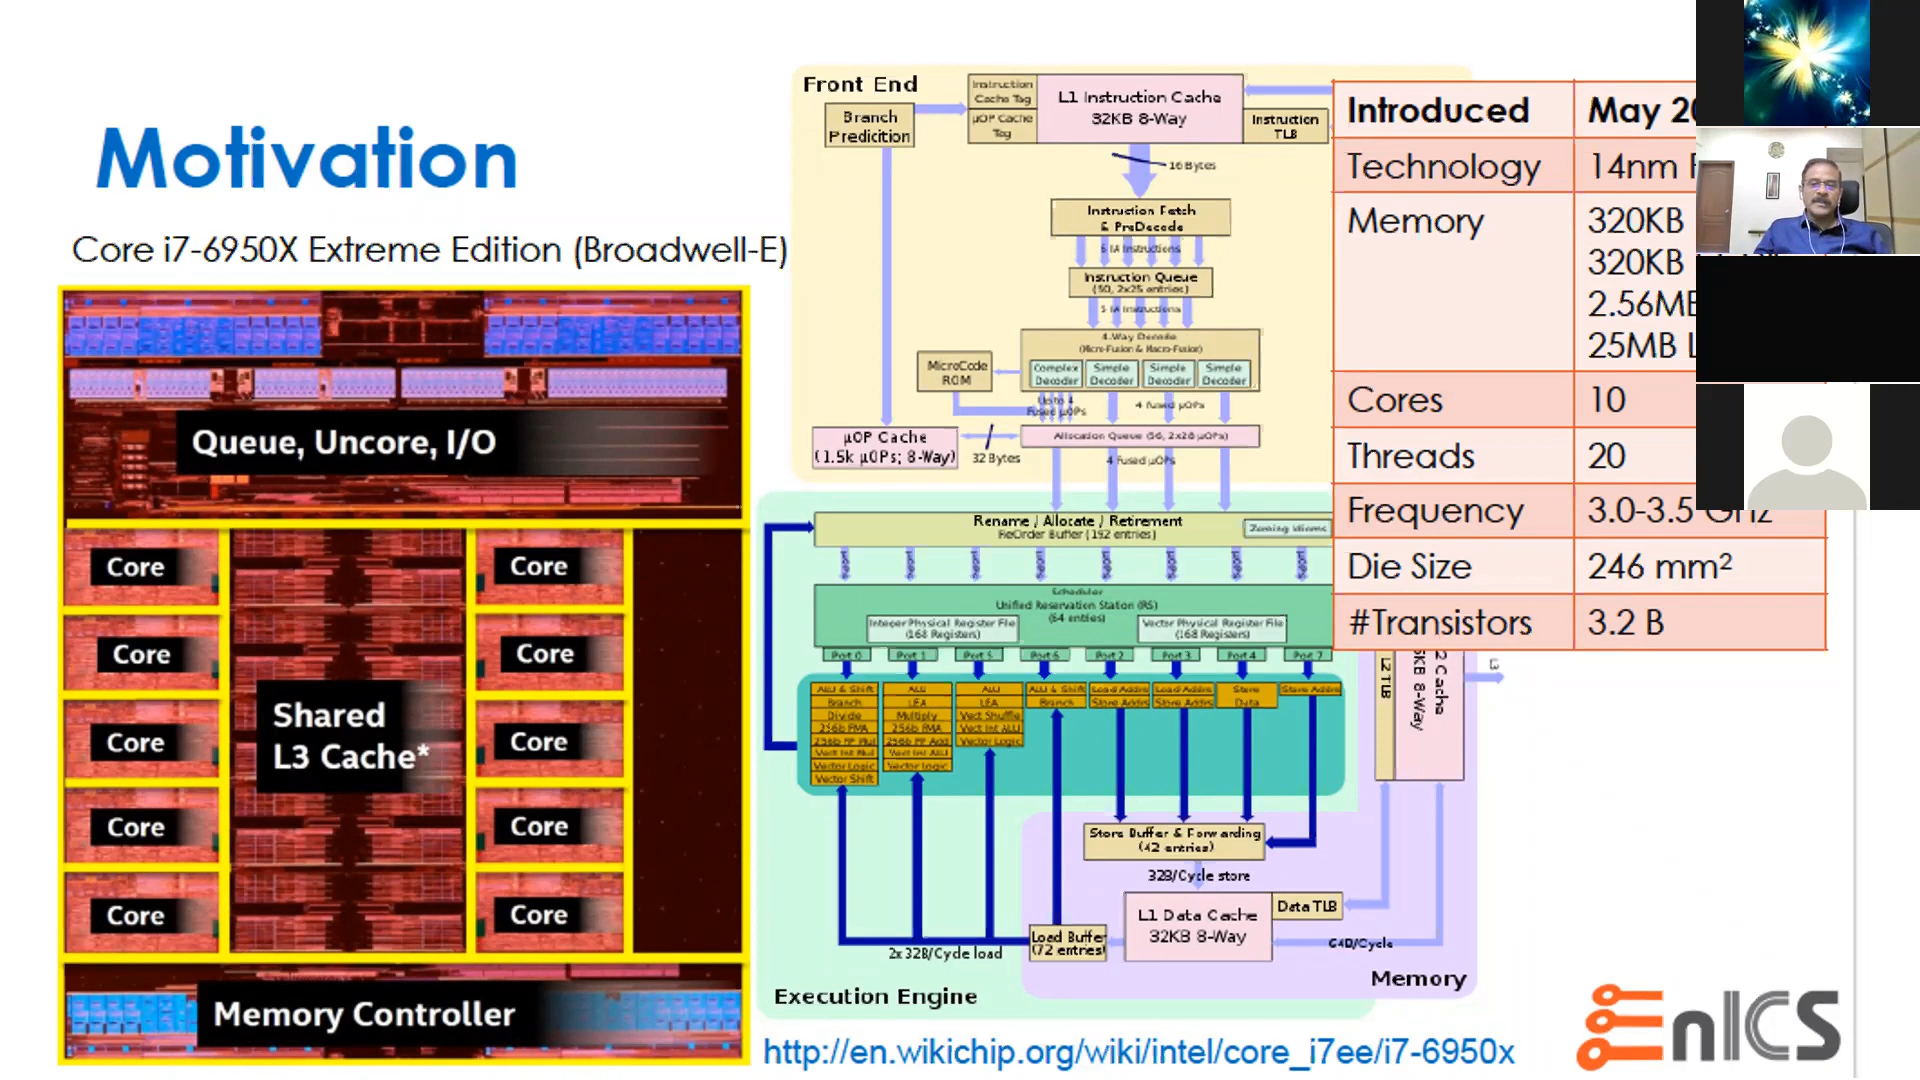 Motivation
Core i7-6950X Extreme Edition (Broadwell-E)
Queue, Uncore, I/O
Core
Core
Core
Core
Shared
L3 Cache*
Core
Core
Core
Core
Core
Core
Memory Controller
Front End
Branch
Predicition
Instruction
Cache Tag
µOP Cache
Tag
L1 Instruction Cache
32KB 8-Way
Instruction
TLB
16 Bytes
Instruction Fetch
& PreDecode
6 IA Instructions
Instruction Queue
(50, 2x25 entries)
5 IA Instructions
4-Way Decode
(Micro-Fusion & Macro-Fusion)
MicroCode
ROM
Complex
Decoder
Simple
Decoder
Simple
Decoder
Simple
Decoder
Up to 4
Fused µOPs
4 fused µOPs
µOP Cache
(1.5k µOPs; 8-Way)
32 Bytes
Allocation Queue (56, 2x28 µOPs)
4 Fused µOPs
Rename / Allocate / Retirement
ReOrder Buffer (192 entries)
Zeroing Idioms
Scheduler
Unified Reservation Station (RS)
(64 entries)
Integer Physical Register File
(168 Registers)
Vector Physical Register File
(168 Registers)
Port 0
Port 1
Port 5
Port 6
Port 2
Port 3
Port 4
Port 7
ALU & Shift
Branch
Divide
256b FMA
256b FP Mul
Vect Int Mul
Vector Logic
Vector Shift
ALU
LEA
Multiply
256b FMA
256b FP Add
Vect Int ALU
Vector Logic
ALU
LEA
Vect Shuffle
Vect Int ALU
Vector Logic
ALU & Shift
Branch
Load Addrs
Store Addrs
Load Addrs
Store Addrs
Store
Data
Store Addrs
Store Buffer & Forwarding
(42 entries)
32B/Cycle store
L1 Data Cache
32KB 8-Way
Data TLB
Load Buffer
(72 entries)
2x 32B/Cycle load
64B/Cycle
L2 TLB
8-Way
Memory
Execution Engine
Introduced
May 20
Technology
14nm
Memory
320KB
320KB
2.56MB
25MB
Cores
10
Threads
20
Frequency
3.0-3.5 GHz
Die Size
246 mm²
#Transistors
3.2 B
http://en.wikichip.org/wiki/intel/core_i7ee/i7-6950x
EnICS